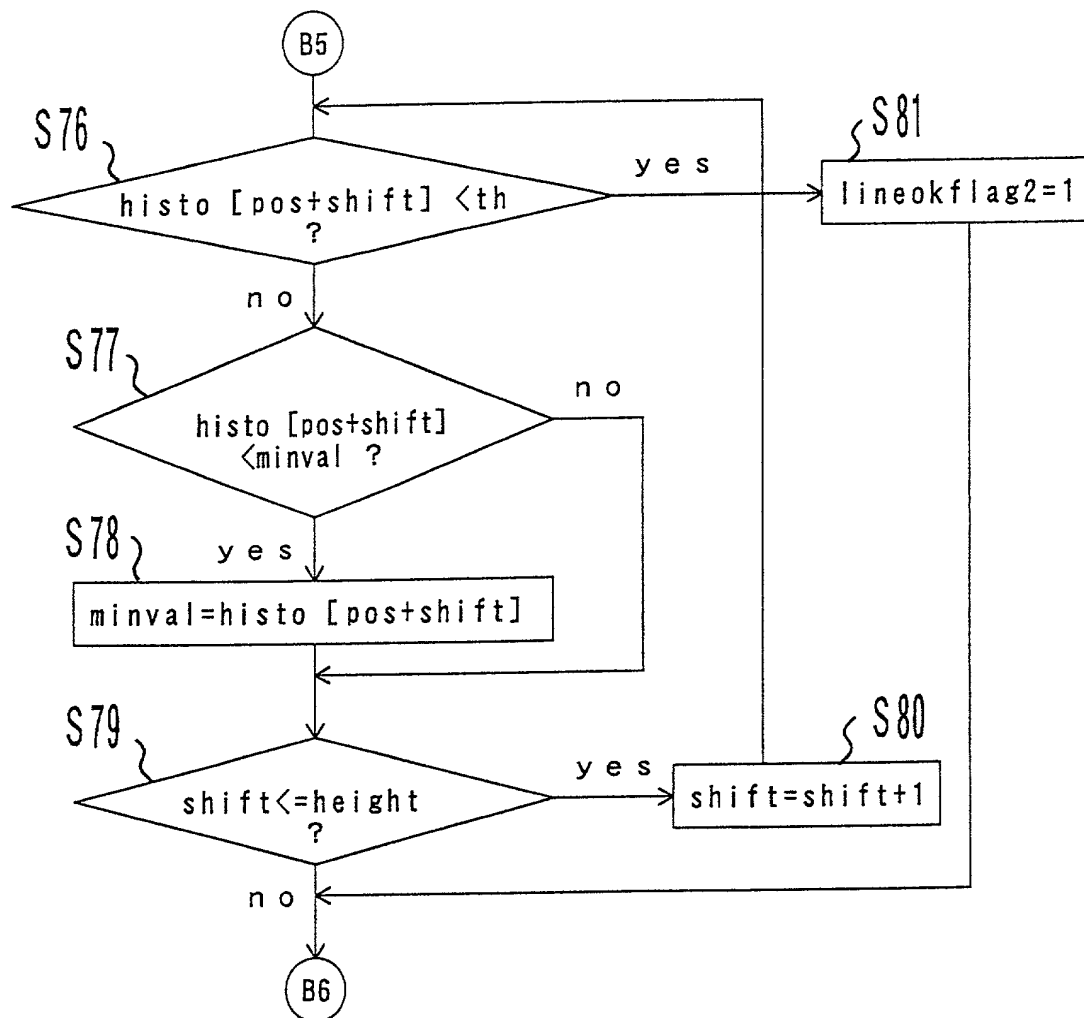 B5
S76
histo [pos+shift] <th
?
yes
S81
lineokflag2=1
no
S77
histo [pos+shift]
<minval ?
no
S78
yes
minval=histo [pos+shift]
S79
shift<=height
?
yes
S80
shift=shift+1
no
B6